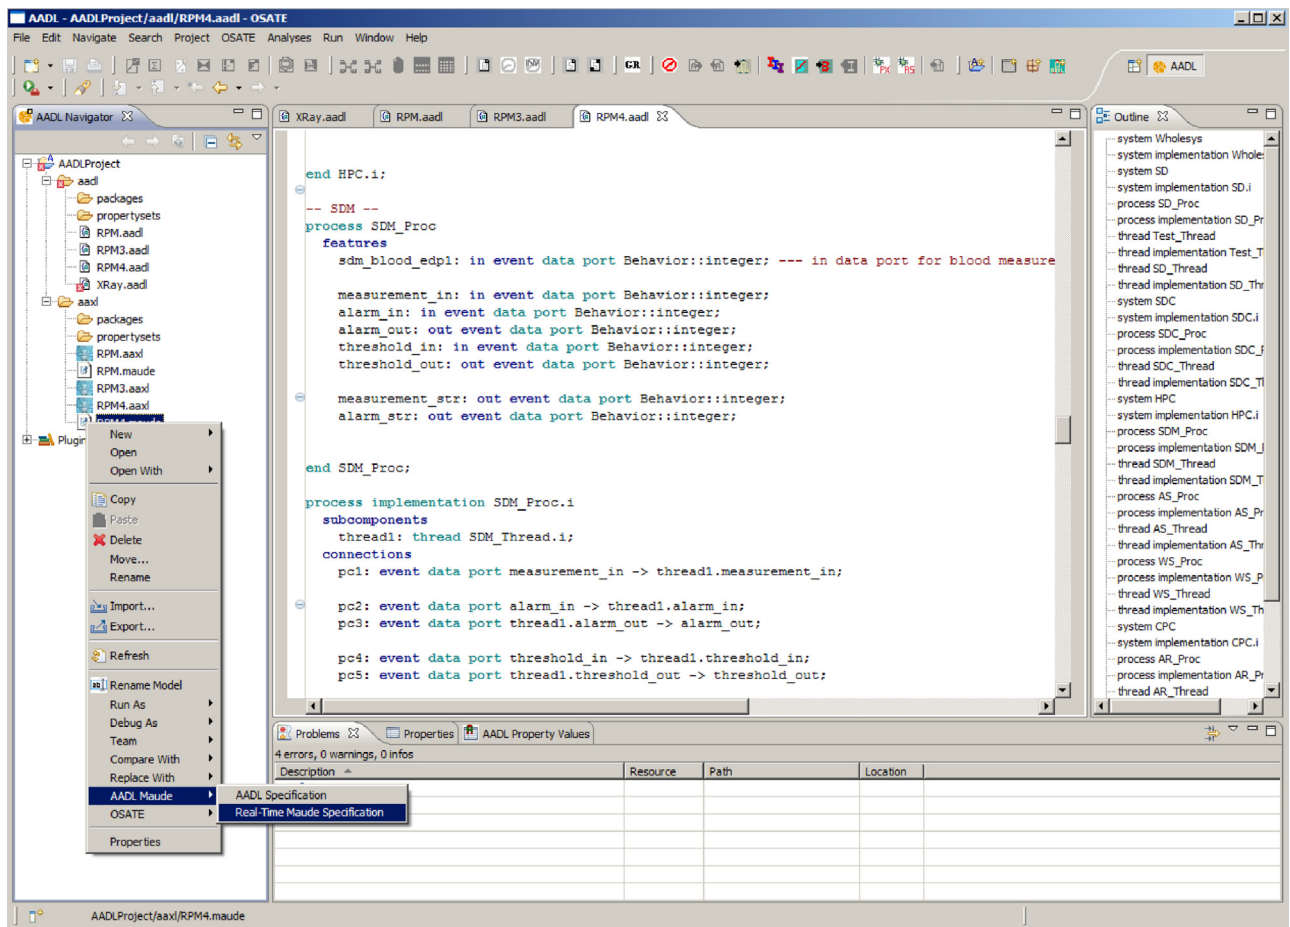 AADL - AADLProject/aadl/RPM4.aadl - OSATE
File Edit Navigate Search Project OSATE Analyses Run Window Help
AADL
AADL Navigator
AADLProject
aadl
packages
propertysets
RPM.aadl
RPM3.aadl
RPM4.aadl
XRay.aadl
aaxl
packages
propertysets
RPM.aaxl
RPM.maude
RPM3.aaxl
RPM4.aaxl
RPM4.maude
Plugin
New
Open
Open With
Copy
Paste
Delete
Move...
Rename
Import...
Export...
Refresh
Rename Model
Run As
Debug As
Team
Compare With
Replace With
AADL Maude
OSATE
Properties
AADL Specification
Real-Time Maude Specification
XRay.aadl RPM.aadl RPM3.aadl RPM4.aadl
end HPC.i;
-- SDM --
process SDM_Proc
features
sdm_blood_edp1: in event data port Behavior::integer; --- in data port for blood measure
measurement_in: in event data port Behavior::integer;
alarm_in: in event data port Behavior::integer;
alarm_out: out event data port Behavior::integer;
threshold_in: in event data port Behavior::integer;
threshold_out: out event data port Behavior::integer;
measurement_str: out event data port Behavior::integer;
alarm_str: out event data port Behavior::integer;
end SDM_Proc;
process implementation SDM_Proc.i
subcomponents
thread1: thread SDM_Thread.i;
connections
pc1: event data port measurement_in -> thread1.measurement_in;
pc2: event data port alarm_in -> thread1.alarm_in;
pc3: event data port thread1.alarm_out -> alarm_out;
pc4: event data port threshold_in -> thread1.threshold_in;
pc5: event data port thread1.threshold_out -> threshold_out;
Outline
system Wholesys
system implementation Wholes
system SD
system implementation SD.i
process SD_Proc
process implementation SD_Pr
thread Test_Thread
thread implementation Test_T
thread SD_Thread
thread implementation SD_Thr
system SDC
system implementation SDC.i
process SDC_Proc
process implementation SDC_P
thread SDC_Thread
thread implementation SDC_Th
system HPC
system implementation HPC.i
process SDM_Proc
process implementation SDM_
thread SDM_Thread
thread implementation SDM_T
process AS_Proc
process implementation AS_Pr
thread AS_Thread
thread implementation AS_Thr
process WS_Proc
process implementation WS_P
thread WS_Thread
thread implementation WS_Th
system CPC
system implementation CPC.i
process AR_Proc
process implementation AR_Pr
thread AR_Thread
Problems Properties AADL Property Values
4 errors, 0 warnings, 0 infos
Description Resource Path Location
AADLProject/aaxl/RPM4.maude